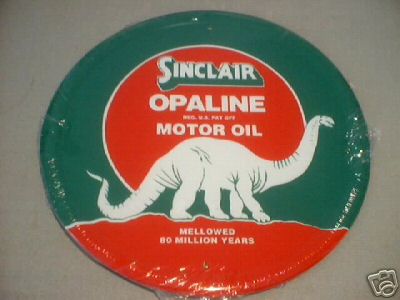 SINCLAIR
OPALINE
REG. U.S. PAT. OFF.
MOTOR OIL
MELLOWED
80 MILLION YEARS